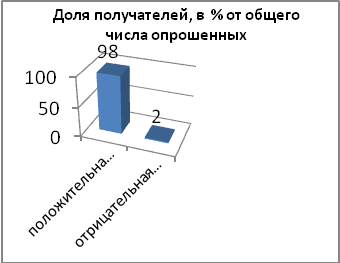 Доля получателей, в % от общего
числа опрошенных
98
100
2
50
0
положительна...
отрицательная...